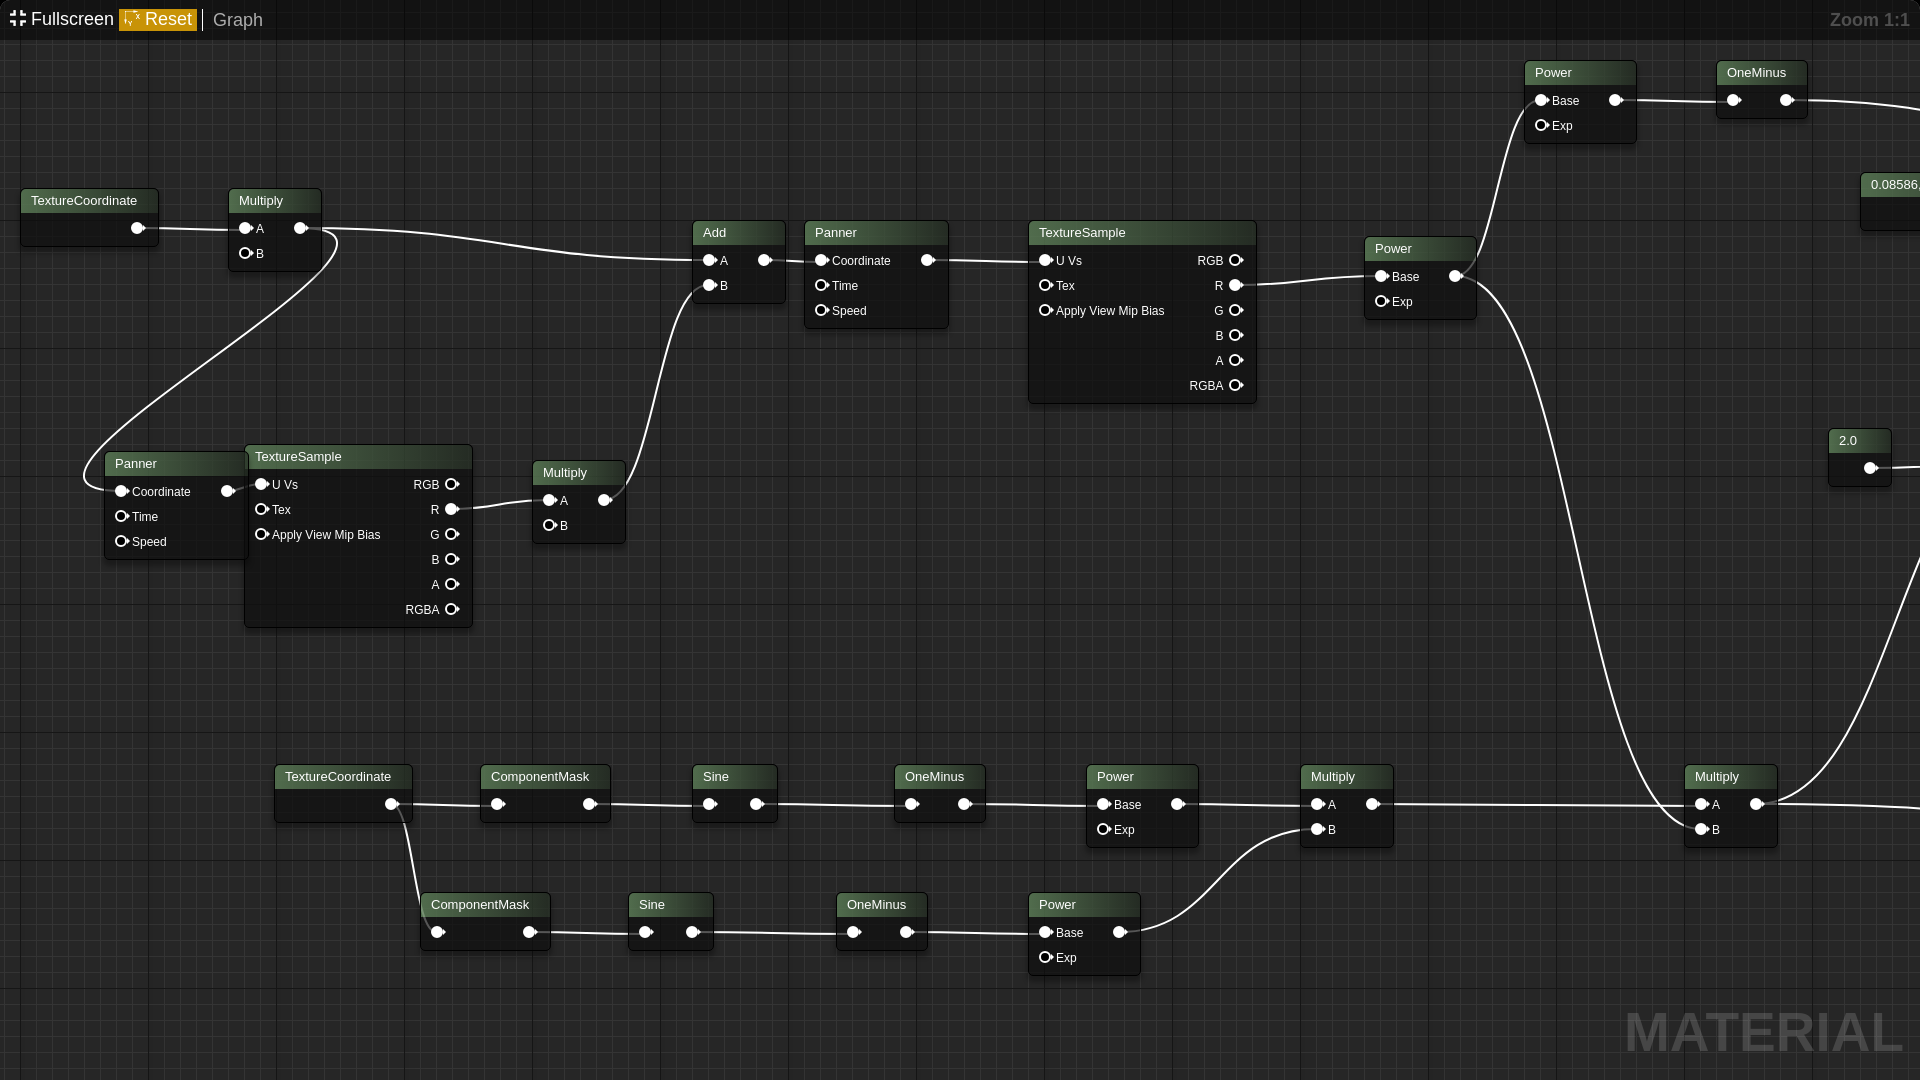 Fullscreen Reset Graph
Zoom 1:1
Power
Base
Exp
OneMinus
0.08586,
TextureCoordinate
Multiply
A
B
Add
A
B
Panner
Coordinate
Time
Speed
TextureSample
U Vs RGB
Tex R
Apply View Mip Bias G
B
A
RGBA
Power
Base
Exp
2.0
Panner
Coordinate
Time
Speed
TextureSample
U Vs RGB
Tex R
Apply View Mip Bias G
B
A
RGBA
Multiply
A
B
TextureCoordinate
ComponentMask
Sine
OneMinus
Power
Base
Exp
Multiply
A
B
Multiply
A
B
ComponentMask
Sine
OneMinus
Power
Base
Exp
MATERIAL